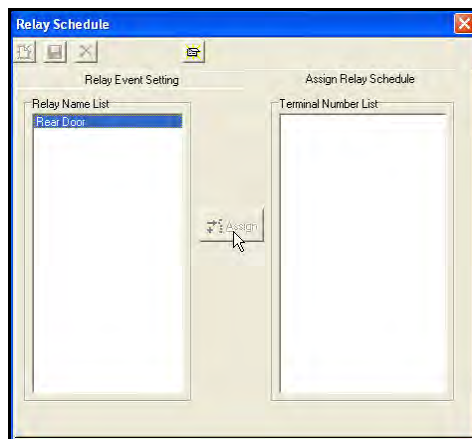 Relay Schedule
Relay Event Setting
Assign Relay Schedule
Relay Name List
Terminal Number List
Rear Door
Assign